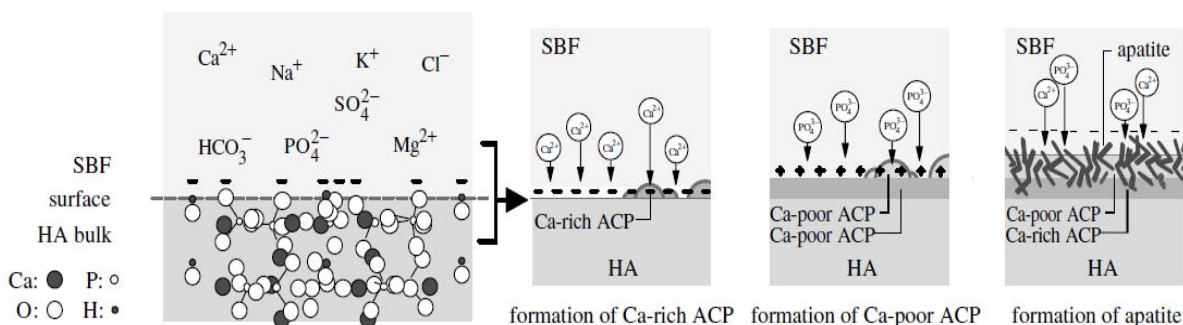 Ca2+
Na+
K+
Cl−
SO42−
HCO3−
PO42−
Mg2+
SBF
surface
HA bulk
Ca: P:
O: H:
SBF
Ca2+
Ca2+
Ca2+
Ca2+
Ca2+
Ca-rich ACP
HA
formation of Ca-rich ACP
SBF
PO43−
PO43−
PO43−
PO43−
Ca-poor ACP
Ca-poor ACP
HA
formation of Ca-poor ACP
SBF
apatite
PO43−
Ca2+
Ca2+
PO43−
Ca-poor ACP
Ca-rich ACP
HA
formation of apatite